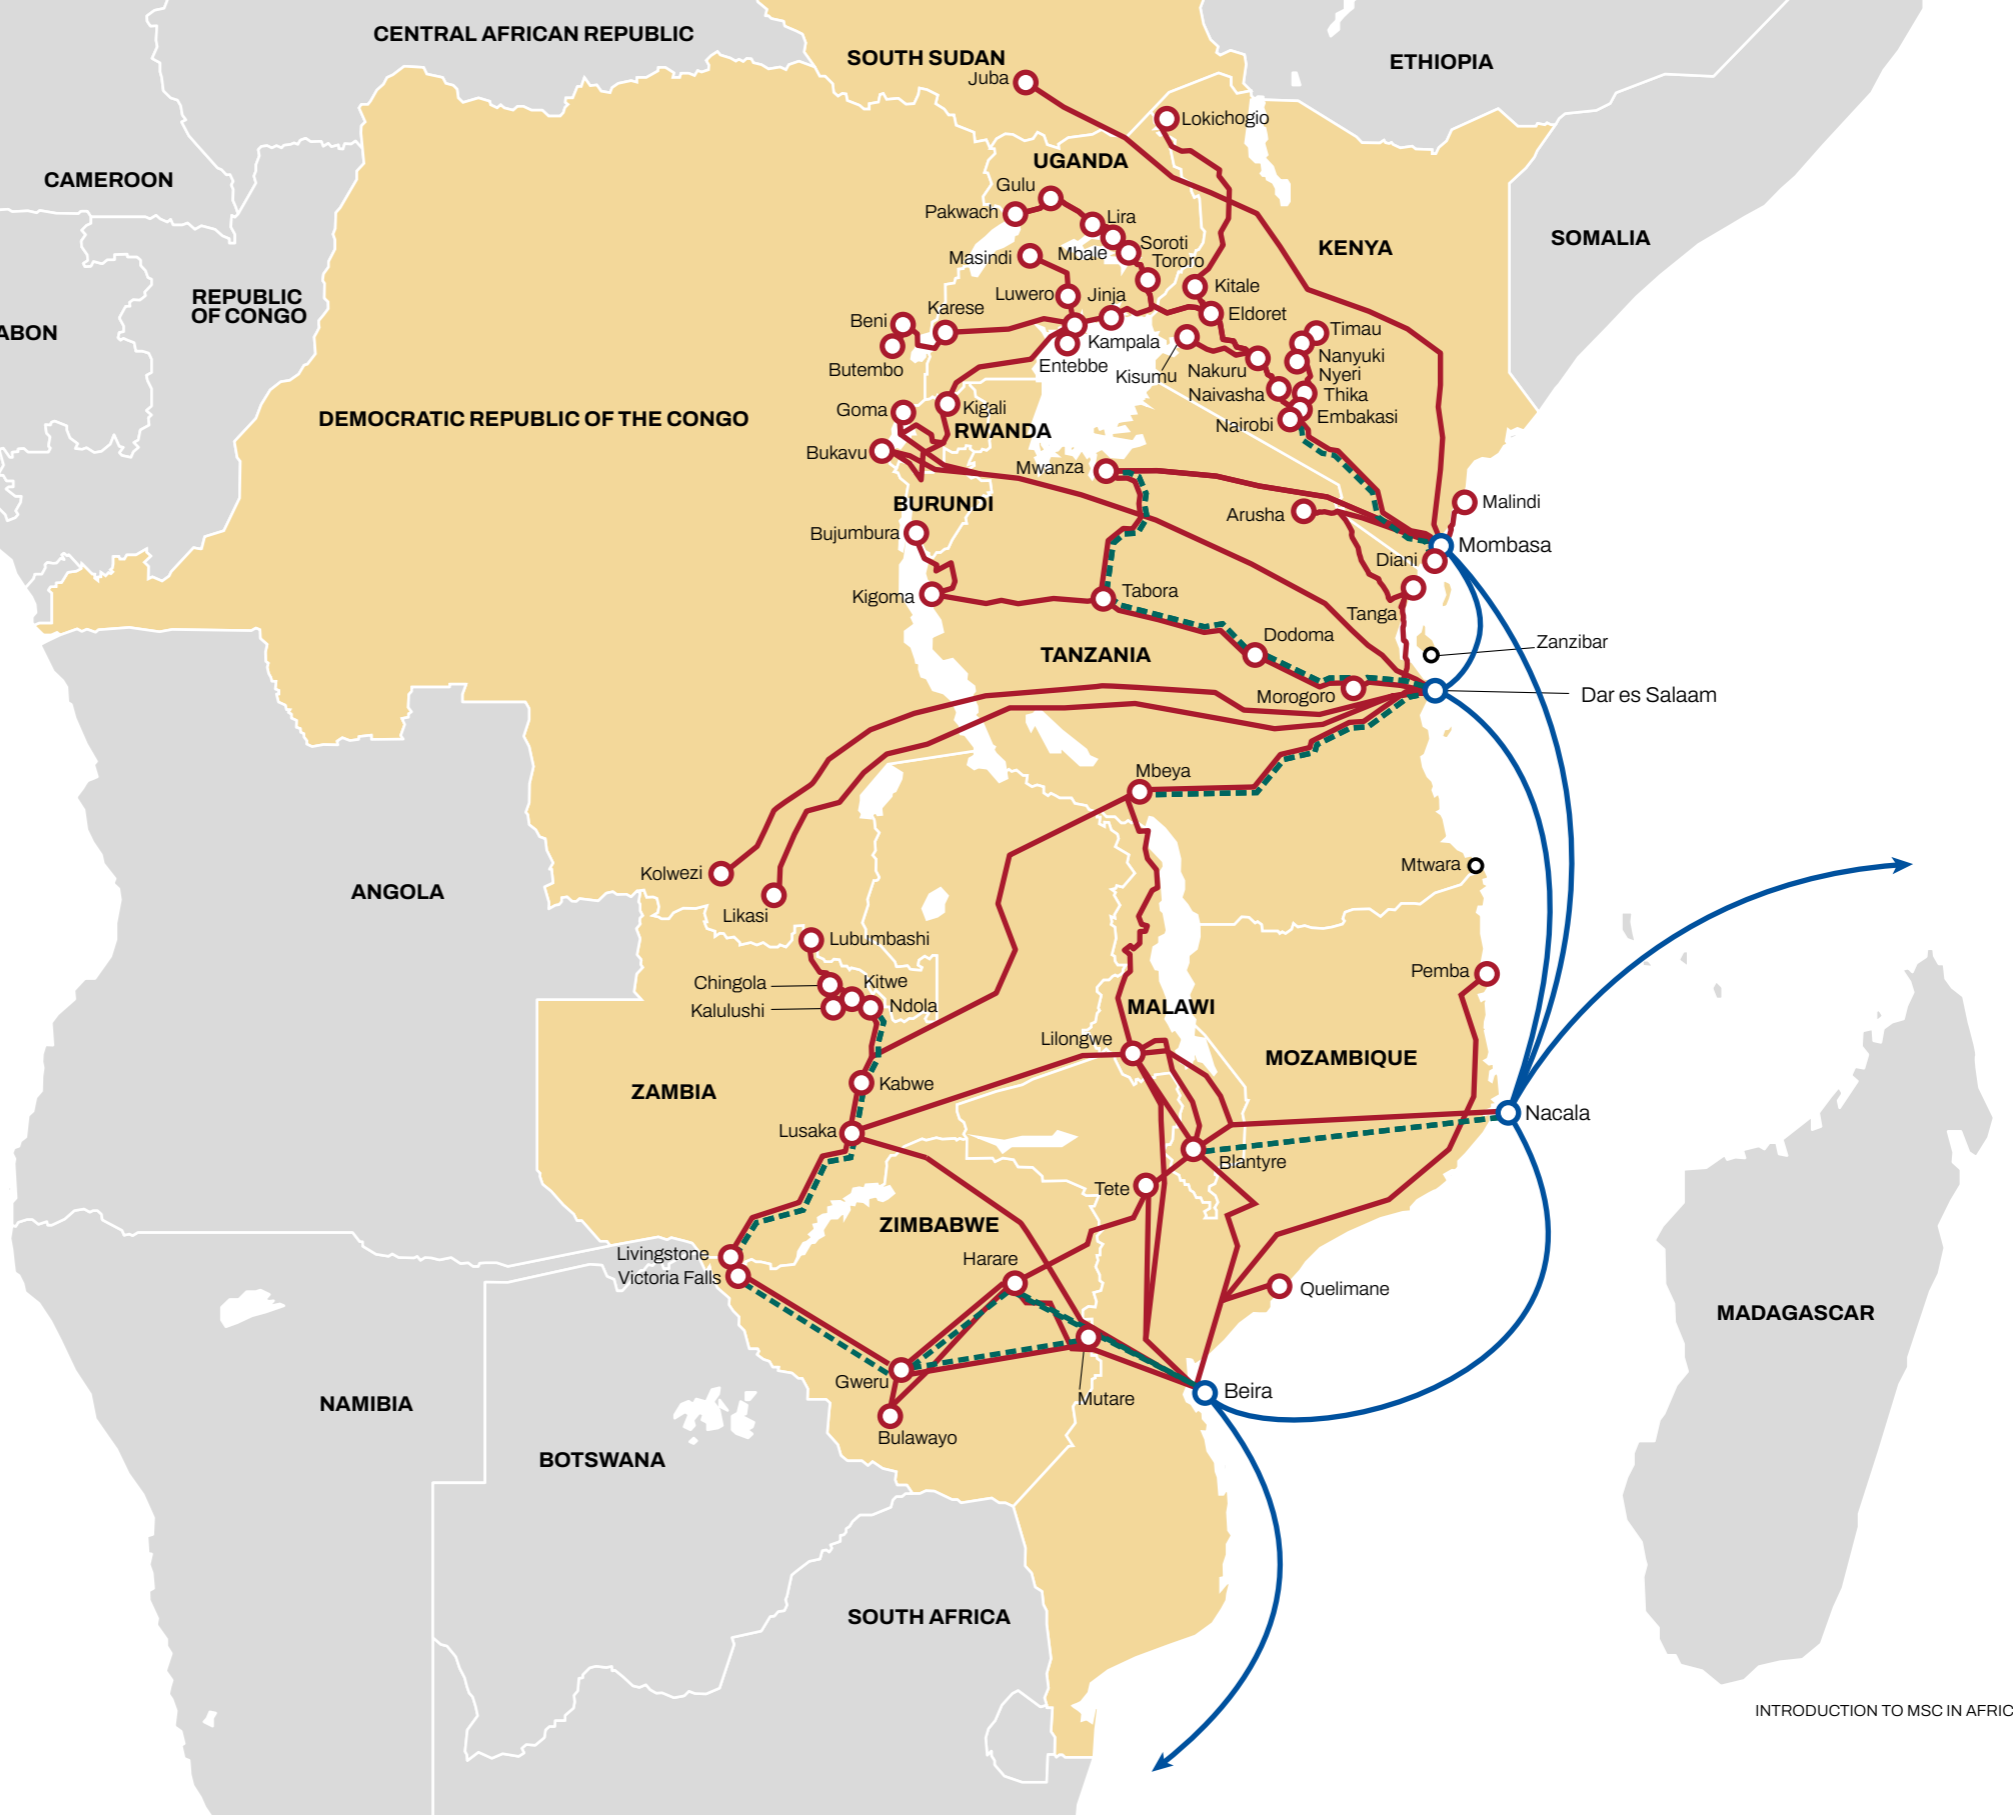 CENTRAL AFRICAN REPUBLIC
SOUTH SUDAN
Juba
ETHIOPIA
Lokichogio
UGANDA
CAMEROON
Gulu
Pakwach
Lira
KENYA
SOMALIA
Soroti
Mbale
Tororo
Masindi
REPUBLIC
OF CONGO
Luwero
Jinja
Kitale
Karese
Eldoret
Beni
ABON
Timau
Kampala
Nanyuki
Entebbe
Butembo
Kisumu
Nakuru
Nyeri
Naivasha
Thika
Goma
Kigali
DEMOCRATIC REPUBLIC OF THE CONGO
Embakasi
Nairobi
RWANDA
Bukavu
Mwanza
BURUNDI
Malindi
Arusha
Bujumbura
Mombasa
Diani
Tabora
Kigoma
Tanga
Dodoma
Zanzibar
TANZANIA
Morogoro
Dar es Salaam
Mbeya
Mtwara
Kolwezi
ANGOLA
Likasi
Lubumbashi
Pemba
Chingola
Kitwe
Kalulushi
Ndola
MALAWI
Lilongwe
MOZAMBIQUE
Kabwe
ZAMBIA
Nacala
Lusaka
Blantyre
Tete
ZIMBABWE
Livingstone
Harare
Victoria Falls
Quelimane
MADAGASCAR
Gweru
Beira
Mutare
NAMIBIA
Bulawayo
BOTSWANA
SOUTH AFRICA
INTRODUCTION TO MSC IN AFRIC